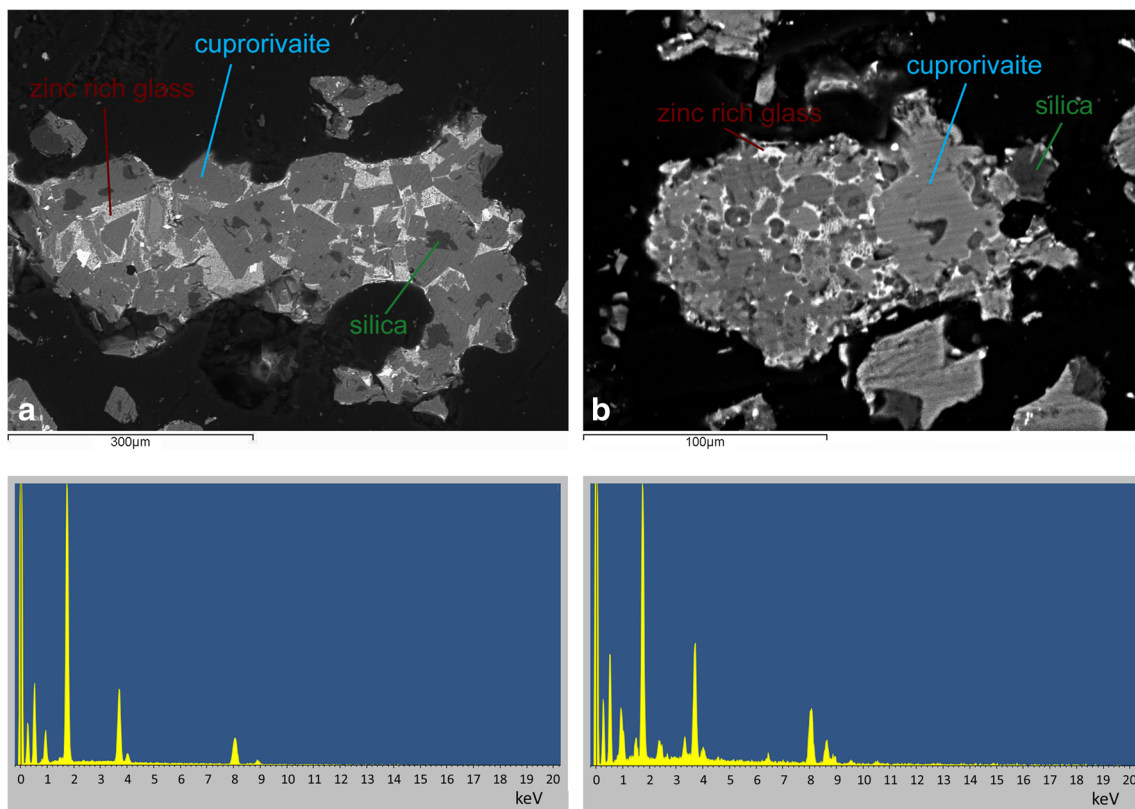 cuprorivaite
zinc rich glass
silica
a
300μm
cuprorivaite
zinc rich glass
silica
b
100μm
0 1 2 3 4 5 6 7 8 9 10 11 12 13 14 15 16 17 18 19 20
keV
0 1 2 3 4 5 6 7 8 9 10 11 12 13 14 15 16 17 18 19 20
keV